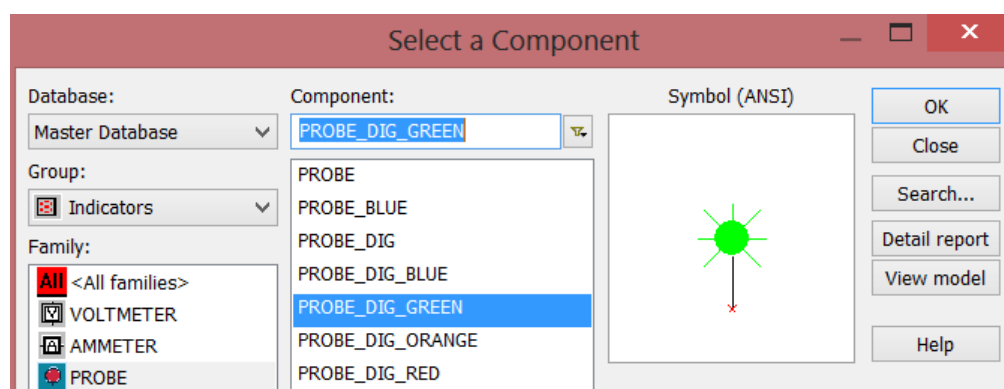 Select a Component
Database:
Master Database
Group:
Indicators
Family:
All <All families>
V VOLTMETER
A AMMETER
PROBE
Component:
PROBE_DIG_GREEN
PROBE
PROBE_BLUE
PROBE_DIG
PROBE_DIG_BLUE
PROBE_DIG_GREEN
PROBE_DIG_ORANGE
PROBE_DIG_RED
Symbol (ANSI)
OK
Close
Search...
Detail report
View model
Help